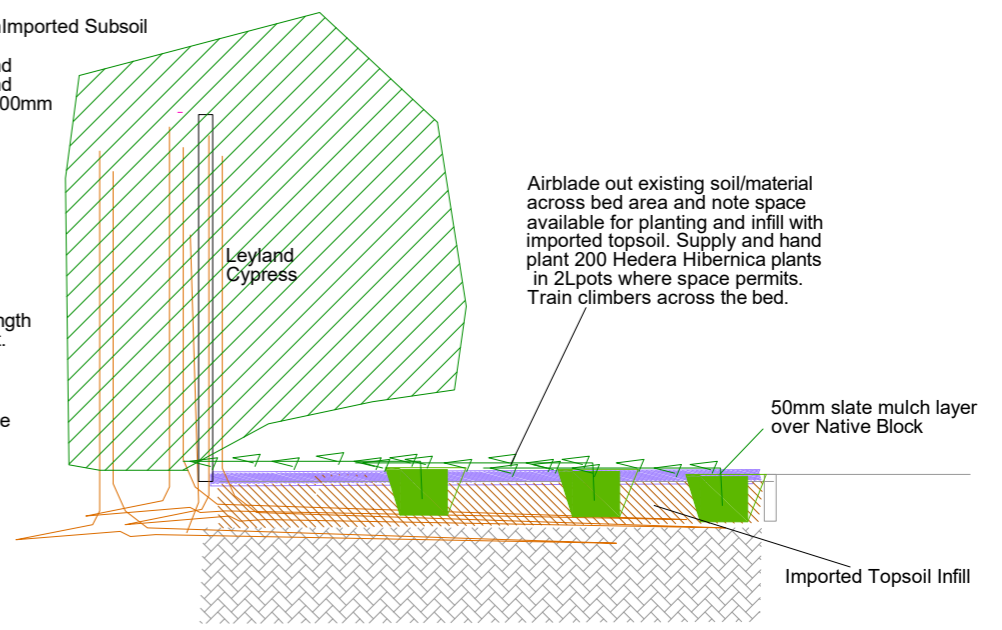 Imported Subsoil
00mm
Leyland
Cypress
Airblade out existing soil/material
across bed area and note space
available for planting and infill with
imported topsoil. Supply and hand
plant 200 Hedera Hibernica plants
in 2Lpots where space permits.
Train climbers across the bed.
50mm slate mulch layer
over Native Block
Imported Topsoil Infill